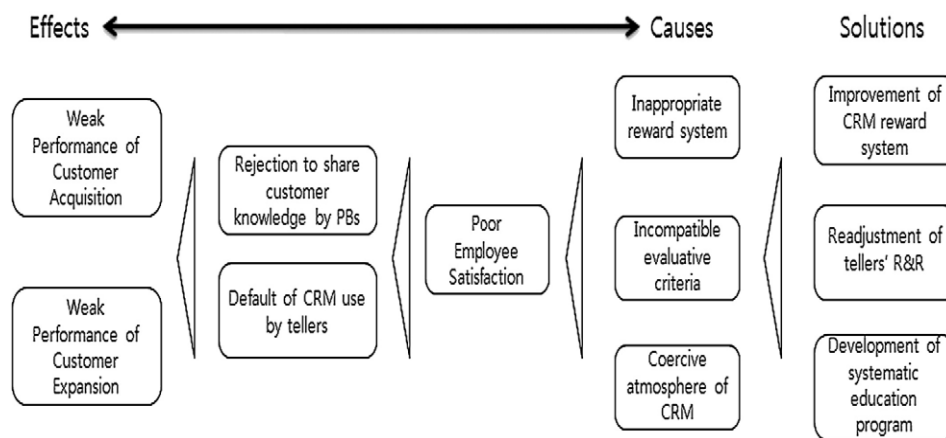 Effects
Causes
Solutions
Weak
Performance of
Customer
Acquisition
Weak
Performance of
Customer
Expansion
Rejection to share
customer
knowledge by PBs
Default of CRM use
by tellers
Poor
Employee
Satisfaction
Inappropriate
reward system
Incompatible
evaluative
criteria
Coercive
atmosphere of
CRM
Improvement of
CRM reward
system
Readjustment of
tellers' R&R
Development of
systematic
education
program